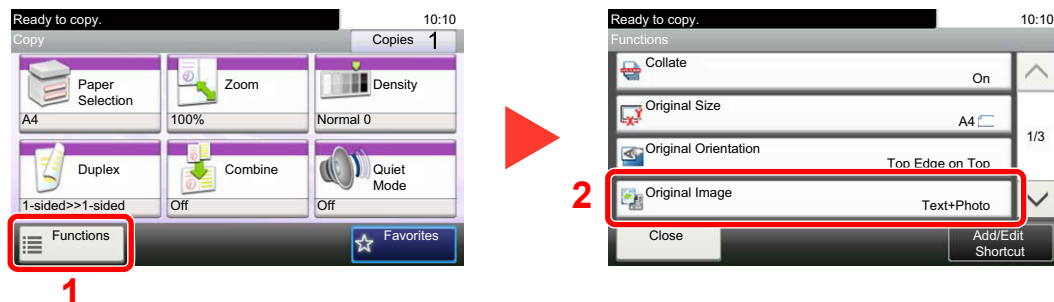 Ready to copy.
10:10
Copy
Copies 1
Paper
Selection
A4
Zoom
100%
Density
Normal 0
Duplex
1-sided>>1-sided
Combine
Off
Quiet
Mode
Off
Functions
Favorites
1
Ready to copy.
10:10
Functions
Collate
On
Original Size
A4
1/3
Original Orientation
Top Edge on Top
2
Original Image
Text+Photo
Close
Add/Edit
Shortcut